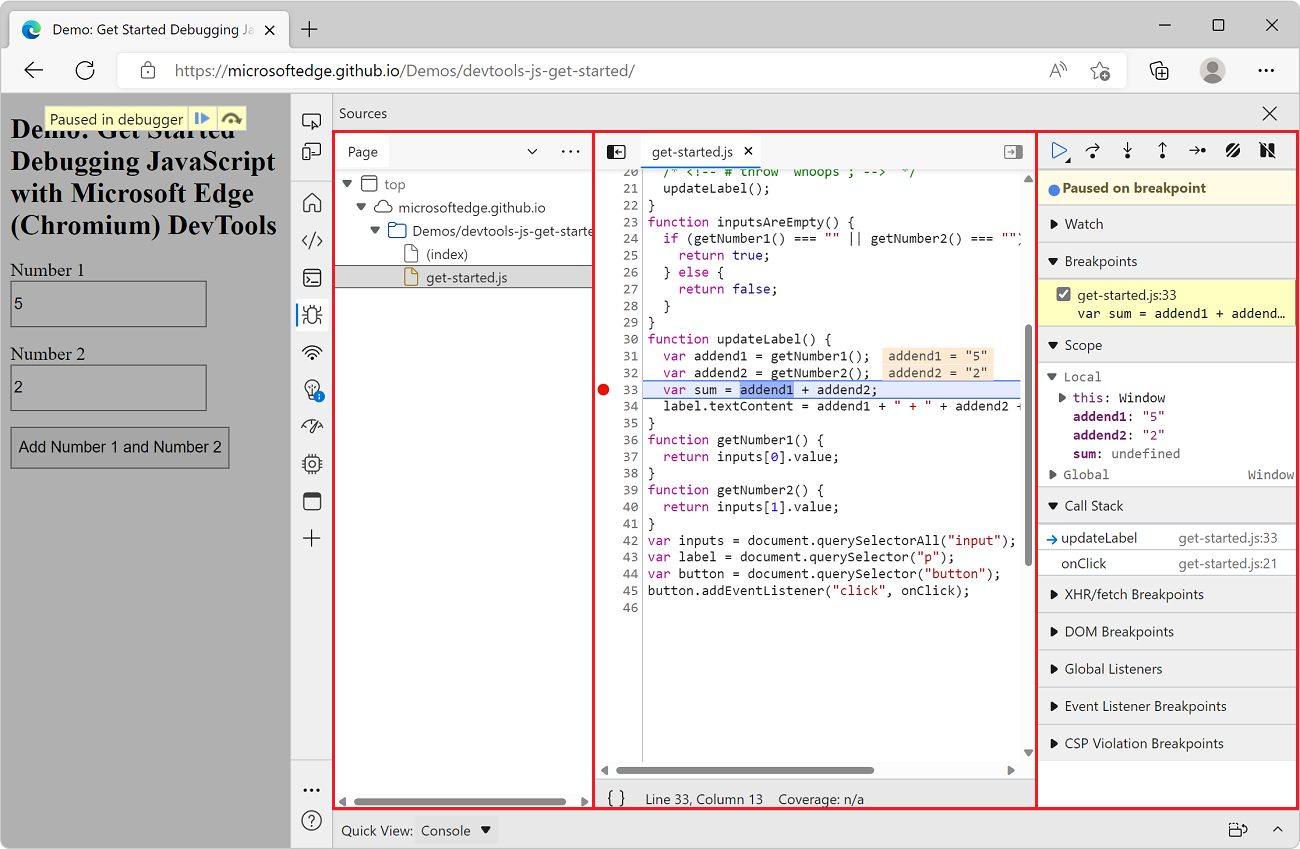 Demo: Get Started Debugging Ja
https://microsoftedge.github.io/Demos/devtools-js-get-started/
Paused in debugger
Demo: Get Started
Debugging JavaScript
with Microsoft Edge
(Chromium) DevTools
Number 1
5
Number 2
2
Add Number 1 and Number 2
Sources
Page
top
microsoftedge.github.io
Demos/devtools-js-get-starte
(index)
get-started.js
get-started.js
20 /* <!-- # throw "whoops"; --> */
21 updateLabel();
22 }
23 function inputsAreEmpty() {
24 if (getNumber1() === "" || getNumber2() === "")
25 return true;
26 } else {
27 return false;
28 }
29 }
30 function updateLabel() {
31 var addend1 = getNumber1(); addend1 = "5"
32 var addend2 = getNumber2(); addend2 = "2"
33 var sum = addend1 + addend2;
34 label.textContent = addend1 + " + " + addend2 +
35 }
36 function getNumber1() {
37 return inputs[0].value;
38 }
39 function getNumber2() {
40 return inputs[1].value;
41 }
42 var inputs = document.querySelectorAll("input");
43 var label = document.querySelector("p");
44 var button = document.querySelector("button");
45 button.addEventListener("click", onClick);
46
{ } Line 33, Column 13 Coverage: n/a
Paused on breakpoint
Watch
Breakpoints
get-started.js:33
var sum = addend1 + addend…
Scope
Local
this: Window
addend1: "5"
addend2: "2"
sum: undefined
Global Window
Call Stack
updateLabel get-started.js:33
onClick get-started.js:21
XHR/fetch Breakpoints
DOM Breakpoints
Global Listeners
Event Listener Breakpoints
CSP Violation Breakpoints
Quick View: Console